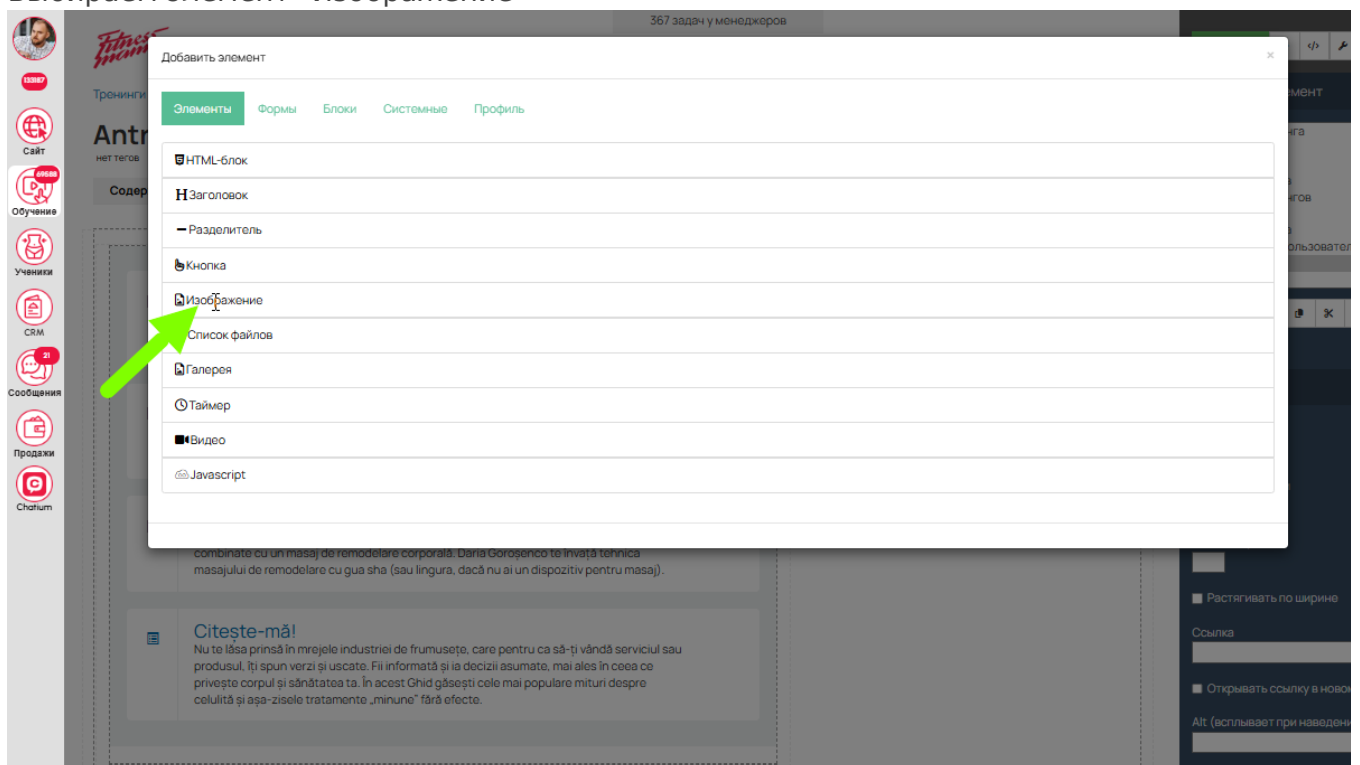 367 задач у менеджеров
Fitness
mama
133187
Добавить элемент
×
Тренинги
Элементы Формы Блоки Системные Профиль
Сайт
нет тегов
HTML-блок
69588
Содер
HЗаголовок
Обучение
Разделитель
Кнопка
Ученики
Изображение
CRM
Список файлов
21
Галерея
Сообщения
Таймер
Видео
Продажи
Javascript
Chatium
combinate cu un masaj de remodelare corporală. Daria Goroșenco te învață tehnica
masajului de remodelare cu gua sha (sau lingura, dacă nu ai un dispozitiv pentru masaj).
Растягивать по ширине
Citește-mă!
Ссылка
Nu te lăsa prinsă în mrejele industriei de frumusețe, care pentru ca să-ți vândă serviciul sau
produsul, îți spun verzi și uscate. Fii informată și ia decizii asumate, mai ales în ceea ce
privește corpul și sănătatea ta. În acest Ghid găsești cele mai populare mituri despre
celulită și așa-zisele tratamente „minune" fără efecte.
Открывать ссылку в новом
Alt (всплывает при наведени